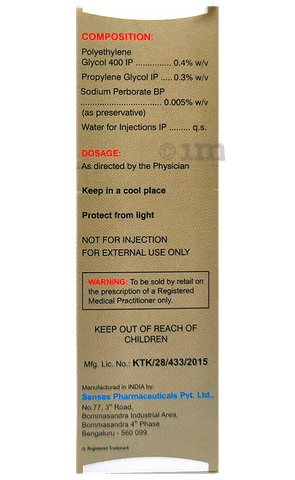 COMPOSITION:
Polyethylene
Glycol 400 IP ............... 0.4% w/v
Propylene Glycol IP .... 0.3% w/v
Sodium Perborate BP
................................ 0.005% w/v
(as preservative)
Water for Injections IP ......... q.s.
1m
DOSAGE:
As directed by the Physician
Keep in a cool place
Protect from light
NOT FOR INJECTION
FOR EXTERNAL USE ONLY
WARNING: To be sold by retail on
the prescription of a Registered
Medical Practitioner only.
KEEP OUT OF REACH OF
CHILDREN
Mfg. Lic. No.: KTK/28/433/2015
Manufactured in INDIA by:
Senses Pharmaceuticals Pvt. Ltd.,
No.77, 3rd Road,
Bommasandra Industrial Area,
Bommasandra 4th Phase
Bengaluru - 560 099.
® Registered Trademark